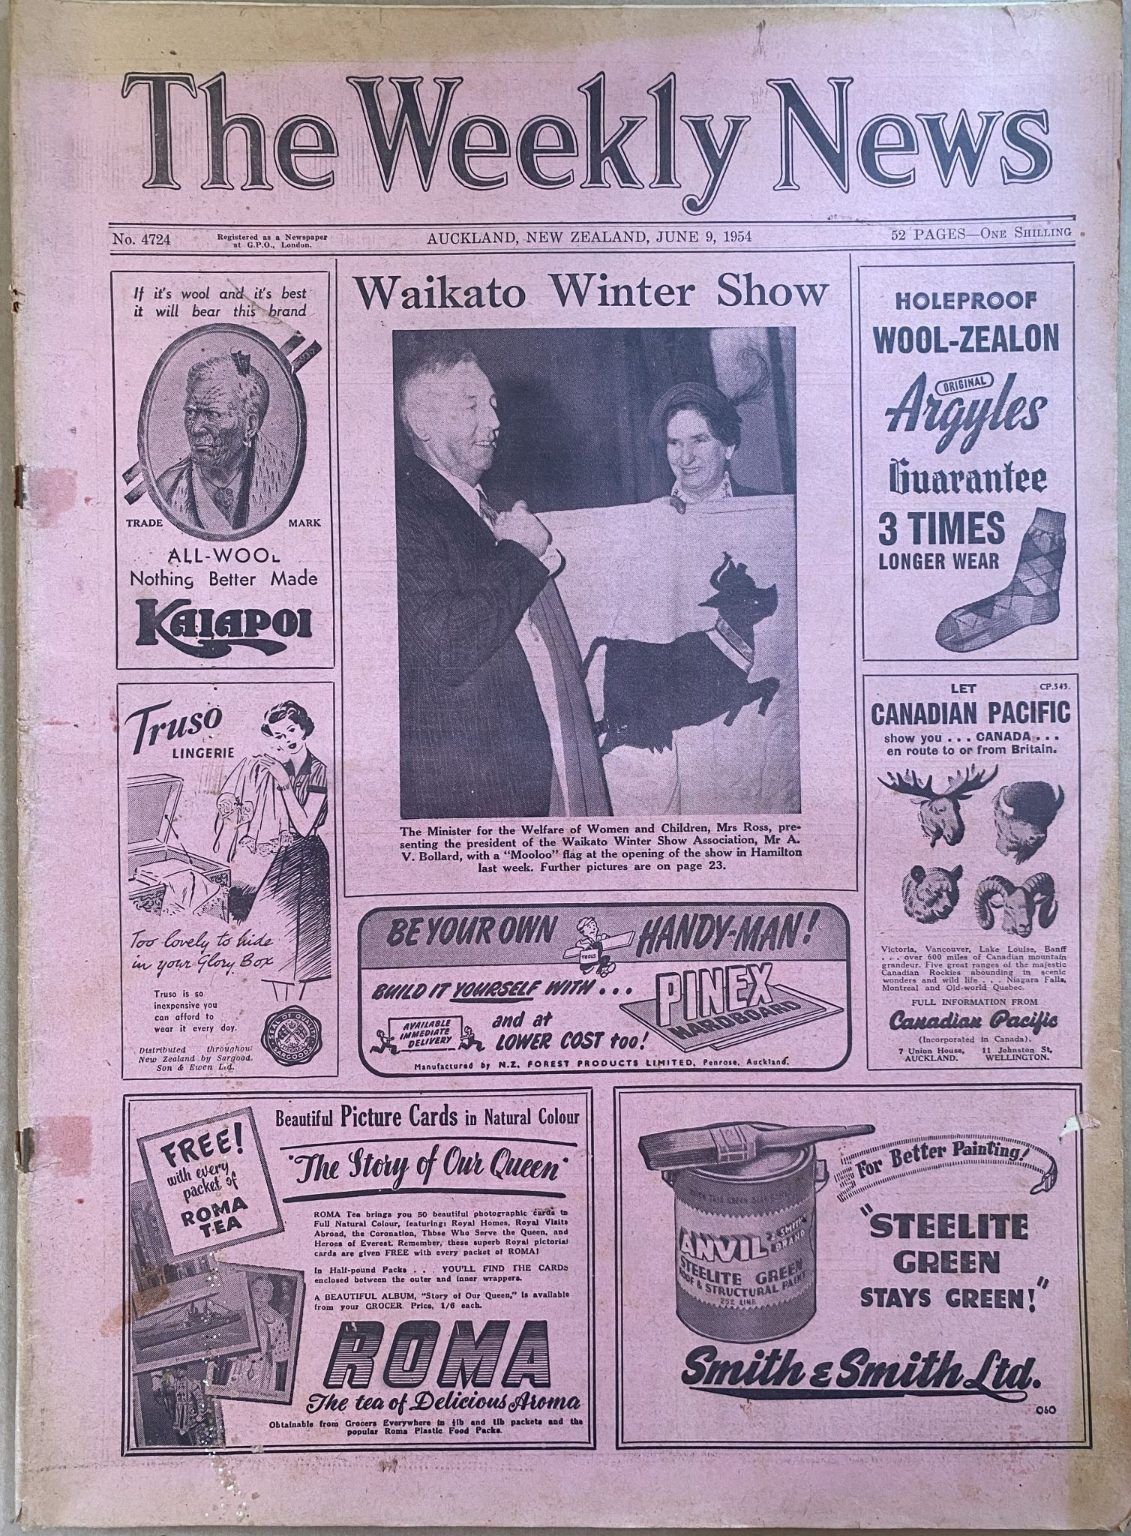 The Weekly News
No. 4724
Registered as a Newspaper
at G.P.O., London.
AUCKLAND, NEW ZEALAND, JUNE 9, 1954
52 PAGES—One Shilling
If it's wool and it's best
it will bear this brand
TRADE MARK
ALL-WOOL
Nothing Better Made
KAIAPOI
Waikato Winter Show
The Minister for the Welfare of Women and Children, Mrs Ross, pre-
senting the president of the Waikato Winter Show Association, Mr A.
V. Bollard, with a "Mooloo" flag at the opening of the show in Hamilton
last week. Further pictures are on page 23.
HOLEPROOF
WOOL-ZEALON
ORIGINAL
Argyles
Guarantee
3 TIMES
LONGER WEAR
Truso
LINGERIE
Too lovely to hide
in your Glory Box
Truso is so
inexpensive you
can afford to
wear it every day.
Distributed throughout
New Zealand by Sargood,
Son & Ewen Ltd.
LET
CP.543.
CANADIAN PACIFIC
show you . . . CANADA . . .
en route to or from Britain.
Victoria, Vancouver, Lake Louise, Banff
. . . over 600 miles of Canadian mountain
grandeur. Five great ranges of the majestic
Canadian Rockies abounding in scenic
wonders and wild life . . . Niagara Falls,
Montreal and Old-world Quebec.
FULL INFORMATION FROM
Canadian Pacific
(Incorporated in Canada).
7 Union House, 11 Johnston St,
AUCKLAND. WELLINGTON.
BE YOUR OWN HANDY-MAN!
BUILD IT YOURSELF WITH . . .
PINEX
HARDBOARD
AVAILABLE
IMMEDIATE
DELIVERY
and at
LOWER COST too!
Manufactured by N.Z. FOREST PRODUCTS LIMITED, Penrose, Auckland.
FREE!
with every
packet of
ROMA
TEA
Beautiful Picture Cards in Natural Colour
"The Story of Our Queen"
ROMA Tea brings you 50 beautiful photographic cards in
Full Natural Colour, featuring: Royal Homes, Royal Visits
Abroad, the Coronation, Those Who Serve the Queen, and
Heroes of Everest. Remember, these superb Royal pictorial
cards are given FREE with every packet of ROMA!
In Half-pound Packs . . . YOU'LL FIND THE CARDS
enclosed between the outer and inner wrappers.
A BEAUTIFUL ALBUM, "Story of Our Queen," is available
from your GROCER. Price, 1/6 each.
ROMA
The tea of Delicious Aroma
Obtainable from Grocers Everywhere in ½lb and 1lb packets and the
popular Roma Plastic Food Packs.
For Better Painting!
ANVIL
BRAND
STEELITE GREEN
ROOF & STRUCTURAL PAINT
"STEELITE
GREEN
STAYS GREEN!"
Smith & Smith Ltd.
060